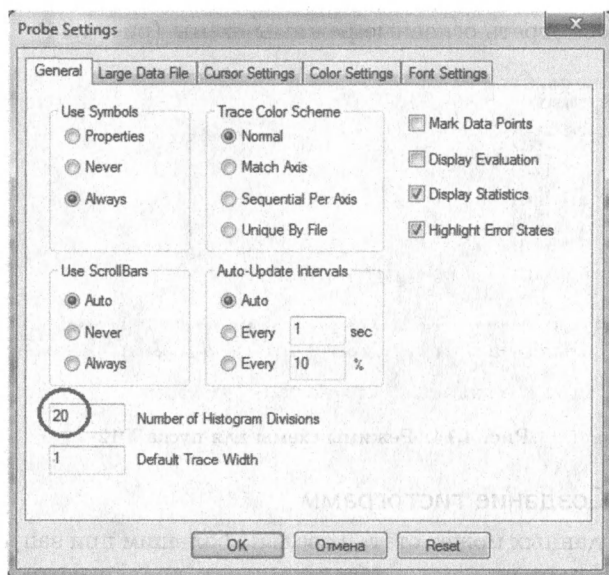 Probe Settings
General Large Data File Cursor Settings Color Settings Font Settings
Use Symbols
Properties
Never
Always
Trace Color Scheme
Normal
Match Axis
Sequential Per Axis
Unique By File
Mark Data Points
Display Evaluation
Display Statistics
Highlight Error States
Use ScrollBars
Auto
Never
Always
Auto-Update Intervals
Auto
Every 1 sec
Every 10 %
20 Number of Histogram Divisions
1 Default Trace Width
OK Отмена Reset